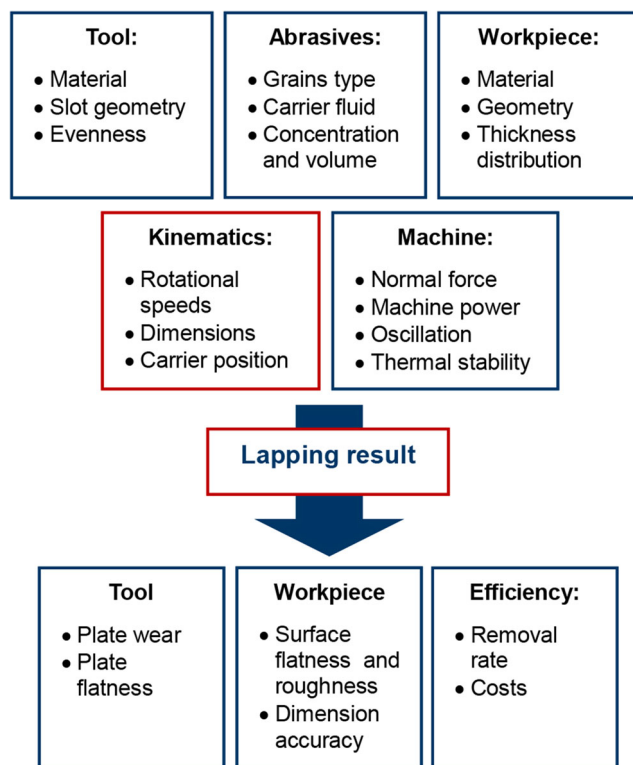 Tool:
• Material
• Slot geometry
• Evenness
Abrasives:
• Grains type
• Carrier fluid
• Concentration
and volume
Workpiece:
• Material
• Geometry
• Thickness
distribution
Kinematics:
• Rotational
speeds
• Dimensions
• Carrier position
Machine:
• Normal force
• Machine power
• Oscillation
• Thermal stability
Lapping result
Tool
• Plate wear
• Plate
flatness
Workpiece
• Surface
flatness and
roughness
• Dimension
accuracy
Efficiency:
• Removal
rate
• Costs